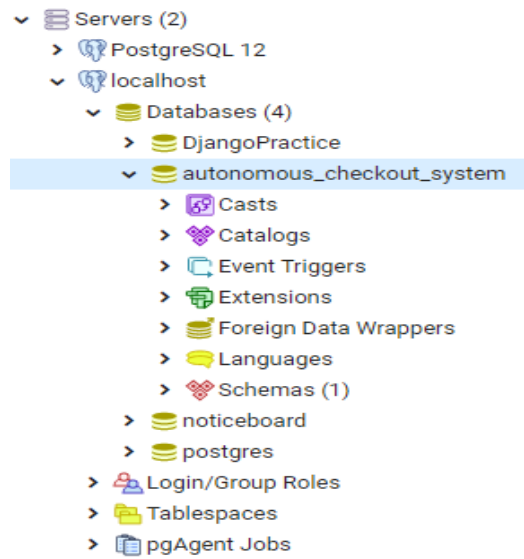 Servers (2)
PostgreSQL 12
localhost
Databases (4)
DjangoPractice
autonomous_checkout_system
Casts
Catalogs
Event Triggers
Extensions
Foreign Data Wrappers
Languages
Schemas (1)
noticeboard
postgres
Login/Group Roles
Tablespaces
pgAgent Jobs